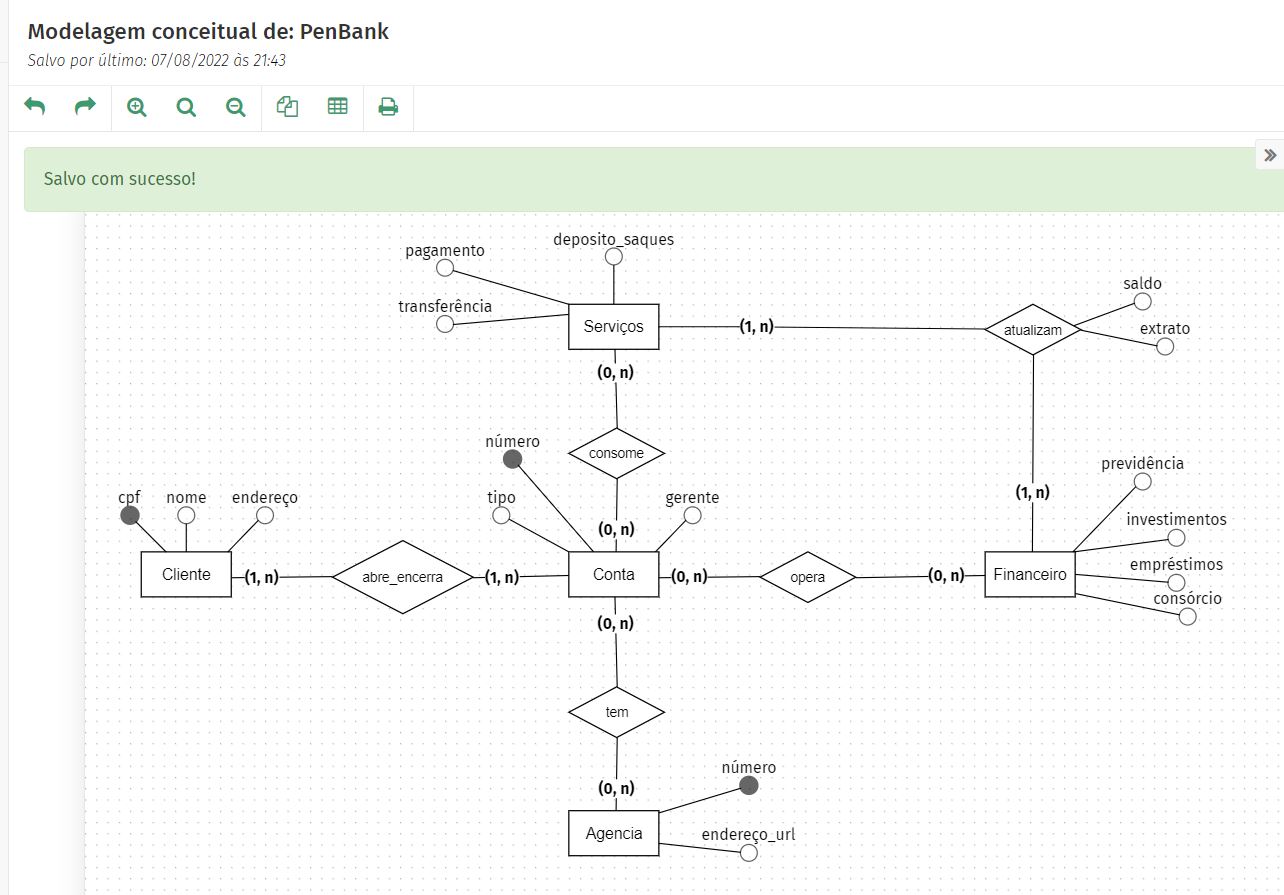 Modelagem conceitual de: PenBank
Salvo por último: 07/08/2022 às 21:43
Salvo com sucesso!
pagamento
deposito_saques
transferência
Serviços
(1, n)
atualizam
saldo
extrato
(0, n)
consome
(0, n)
número
tipo
gerente
cpf
nome
endereço
Cliente
(1, n)
abre_encerra
(1, n)
Conta
(0, n)
opera
(0, n)
Financeiro
(1, n)
previdência
investimentos
empréstimos
consórcio
(0, n)
tem
(0, n)
Agencia
número
endereço_url